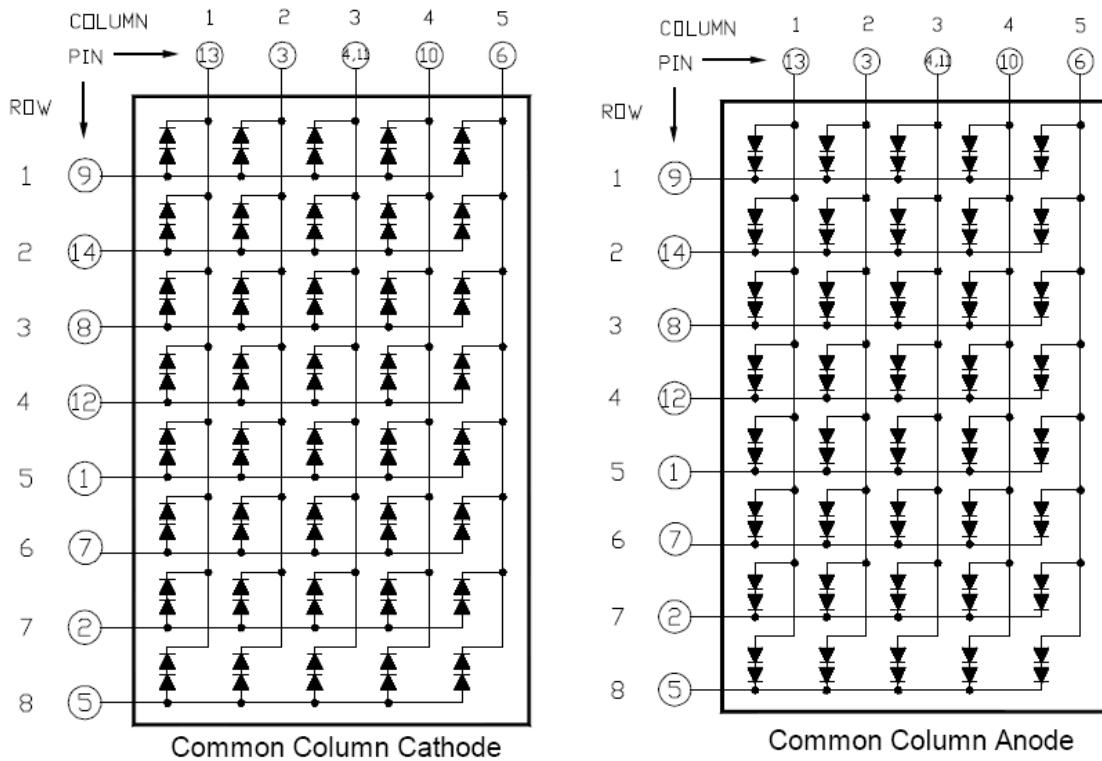 COLUMN 1 2 3 4 5
PIN 13 3 4,11 10 6
ROW
1 9
2 14
3 8
4 12
5 1
6 7
7 2
8 5
Common Column Cathode
COLUMN 1 2 3 4 5
PIN 13 3 4,11 10 6
ROW
1 9
2 14
3 8
4 12
5 1
6 7
7 2
8 5
Common Column Anode